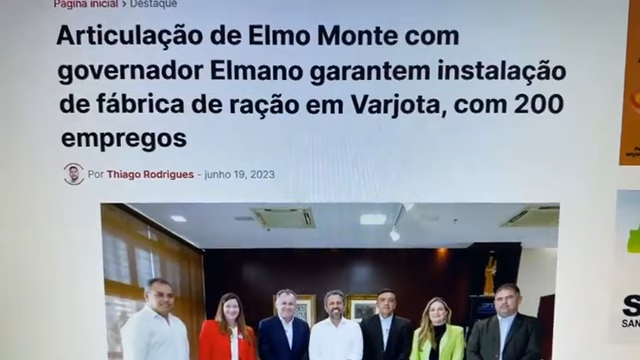 Página inicial > Destaque
Articulação de Elmo Monte com
governador Elmano garantem instalação
de fábrica de ração em Varjota, com 200
empregos
Por Thiago Rodrigues - junho 19, 2023